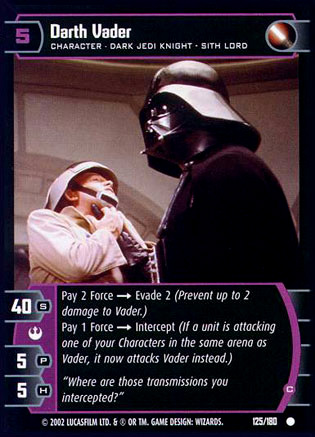 5 Darth Vader
CHARACTER · DARK JEDI KNIGHT · SITH LORD
40 S
Pay 2 Force → Evade 2 (Prevent up to 2
damage to Vader.)
Pay 1 Force → Intercept (If a unit is attacking
one of your Characters in the same arena as
Vader, it now attacks Vader instead.)
5 P
5 H
“Where are those transmissions you
intercepted?”
C
© 2002 LUCASFILM LTD. & ® OR TM. GAME DESIGN: WIZARDS. 125/180